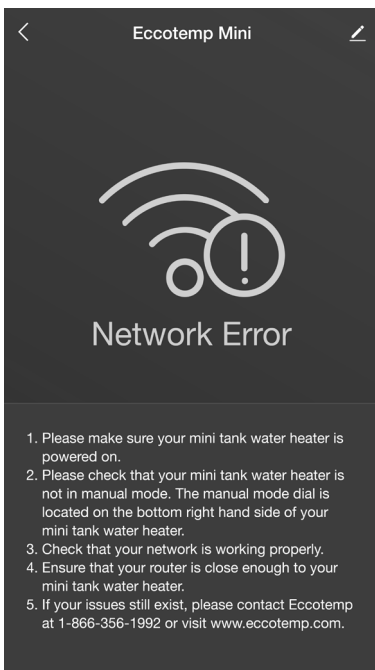 Eccotemp Mini
Network Error
1. Please make sure your mini tank water heater is
powered on.
2. Please check that your mini tank water heater is
not in manual mode. The manual mode dial is
located on the bottom right hand side of your
mini tank water heater.
3. Check that your network is working properly.
4. Ensure that your router is close enough to your
mini tank water heater.
5. If your issues still exist, please contact Eccotemp
at 1-866-356-1992 or visit www.eccotemp.com.